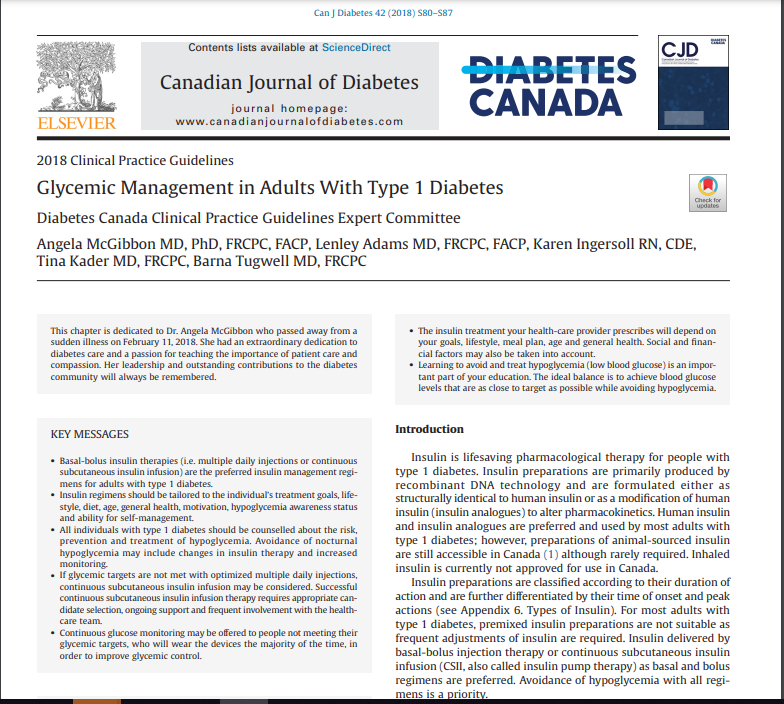 Can J Diabetes 42 (2018) S80–S87
Contents lists available at ScienceDirect
Canadian Journal of Diabetes
journal homepage:
www.canadianjournalofdiabetes.com
ELSEVIER
DIABETES
CANADA
CJD
DIABETES
CANADA
2018 Clinical Practice Guidelines
Glycemic Management in Adults With Type 1 Diabetes
Check for
updates
Diabetes Canada Clinical Practice Guidelines Expert Committee
Angela McGibbon MD, PhD, FRCPC, FACP, Lenley Adams MD, FRCPC, FACP, Karen Ingersoll RN, CDE,
Tina Kader MD, FRCPC, Barna Tugwell MD, FRCPC
This chapter is dedicated to Dr. Angela McGibbon who passed away from a
sudden illness on February 11, 2018. She had an extraordinary dedication to
diabetes care and a passion for teaching the importance of patient care and
compassion. Her leadership and outstanding contributions to the diabetes
community will always be remembered.
KEY MESSAGES
• Basal-bolus insulin therapies (i.e. multiple daily injections or continuous
subcutaneous insulin infusion) are the preferred insulin management regi-
mens for adults with type 1 diabetes.
• Insulin regimens should be tailored to the individual's treatment goals, life-
style, diet, age, general health, motivation, hypoglycemia awareness status
and ability for self-management.
• All individuals with type 1 diabetes should be counselled about the risk,
prevention and treatment of hypoglycemia. Avoidance of nocturnal
hypoglycemia may include changes in insulin therapy and increased
monitoring.
• If glycemic targets are not met with optimized multiple daily injections,
continuous subcutaneous insulin infusion may be considered. Successful
continuous subcutaneous insulin infusion therapy requires appropriate can-
didate selection, ongoing support and frequent involvement with the health-
care team.
• Continuous glucose monitoring may be offered to people not meeting their
glycemic targets, who will wear the devices the majority of the time, in
order to improve glycemic control.
• The insulin treatment your health-care provider prescribes will depend on
your goals, lifestyle, meal plan, age and general health. Social and finan-
cial factors may also be taken into account.
• Learning to avoid and treat hypoglycemia (low blood glucose) is an impor-
tant part of your education. The ideal balance is to achieve blood glucose
levels that are as close to target as possible while avoiding hypoglycemia.
Introduction
Insulin is lifesaving pharmacological therapy for people with
type 1 diabetes. Insulin preparations are primarily produced by
recombinant DNA technology and are formulated either as
structurally identical to human insulin or as a modification of human
insulin (insulin analogues) to alter pharmacokinetics. Human insulin
and insulin analogues are preferred and used by most adults with
type 1 diabetes; however, preparations of animal-sourced insulin
are still accessible in Canada (1) although rarely required. Inhaled
insulin is currently not approved for use in Canada.
Insulin preparations are classified according to their duration of
action and are further differentiated by their time of onset and peak
actions (see Appendix 6. Types of Insulin). For most adults with
type 1 diabetes, premixed insulin preparations are not suitable as
frequent adjustments of insulin are required. Insulin delivered by
basal-bolus injection therapy or continuous subcutaneous insulin
infusion (CSII, also called insulin pump therapy) as basal and bolus
regimens are preferred. Avoidance of hypoglycemia with all regi-
mens is a priority.